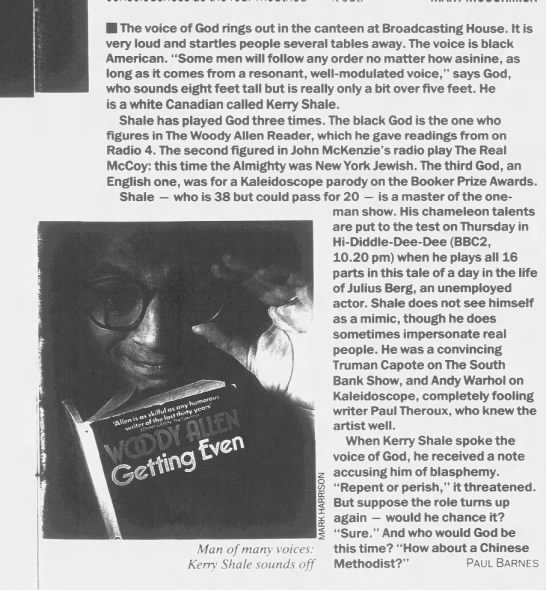 MARY MCCORMICK
■ The voice of God rings out in the canteen at Broadcasting House. It is
very loud and startles people several tables away. The voice is black
American. “Some men will follow any order no matter how asinine, as
long as it comes from a resonant, well-modulated voice,” says God,
who sounds eight feet tall but is really only a bit over five feet. He
is a white Canadian called Kerry Shale.
Shale has played God three times. The black God is the one who
figures in The Woody Allen Reader, which he gave readings from on
Radio 4. The second figured in John McKenzie’s radio play The Real
McCoy: this time the Almighty was New York Jewish. The third God, an
English one, was for a Kaleidoscope parody on the Booker Prize Awards.
Shale — who is 38 but could pass for 20 — is a master of the one-
man show. His chameleon talents
are put to the test on Thursday in
Hi-Diddle-Dee-Dee (BBC2,
10.20 pm) when he plays all 16
parts in this tale of a day in the life
of Julius Berg, an unemployed
actor. Shale does not see himself
as a mimic, though he does
sometimes impersonate real
people. He was a convincing
Truman Capote on The South
Bank Show, and Andy Warhol on
Kaleidoscope, completely fooling
writer Paul Theroux, who knew the
artist well.
When Kerry Shale spoke the
voice of God, he received a note
accusing him of blasphemy.
“Repent or perish,” it threatened.
But suppose the role turns up
again — would he chance it?
“Sure.” And who would God be
this time? “How about a Chinese
Methodist?” PAUL BARNES
‘Allen is as skilful as any humorous
writer of the last thirty years’
WOODY ALLEN
Getting Even
MARK HARRISON
Man of many voices:
Kerry Shale sounds off